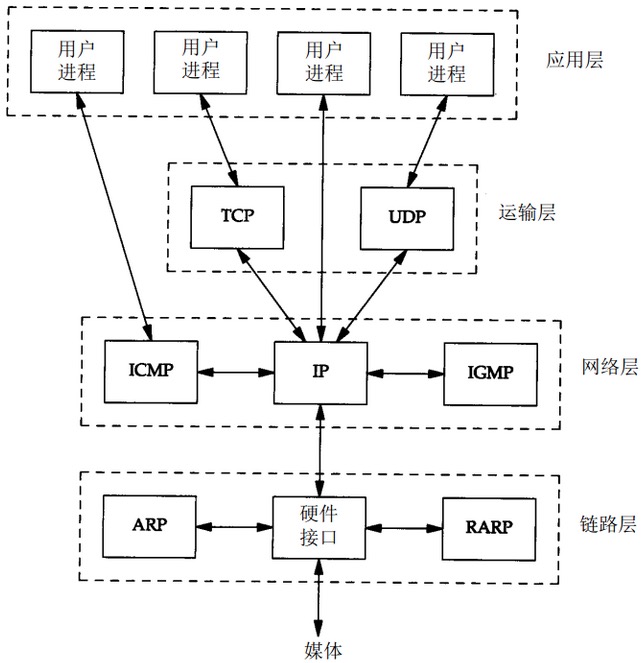 用户
进程
用户
进程
用户
进程
用户
进程
应用层
TCP
UDP
运输层
ICMP
IP
IGMP
网络层
ARP
硬件
接口
RARP
链路层
媒体